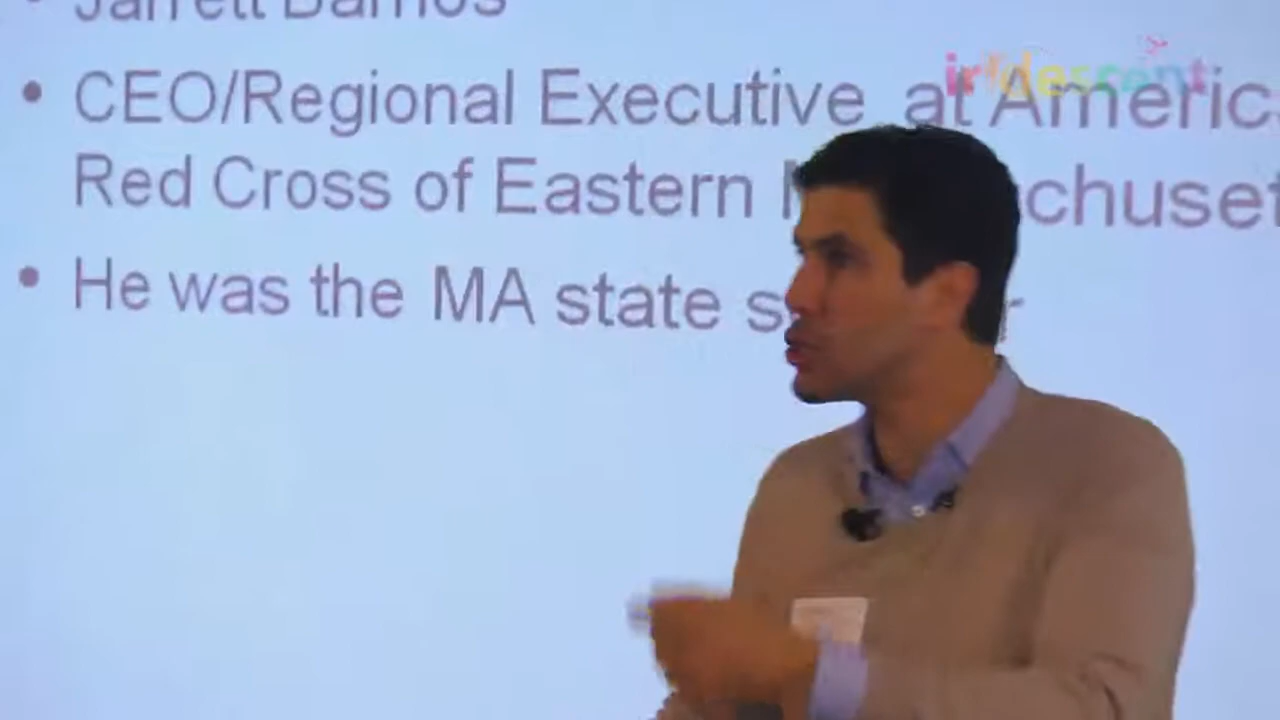 Jarrett Barrios
CEO/Regional Executive at Americ
Red Cross of Eastern M chuset
He was the MA state s r
iridescent